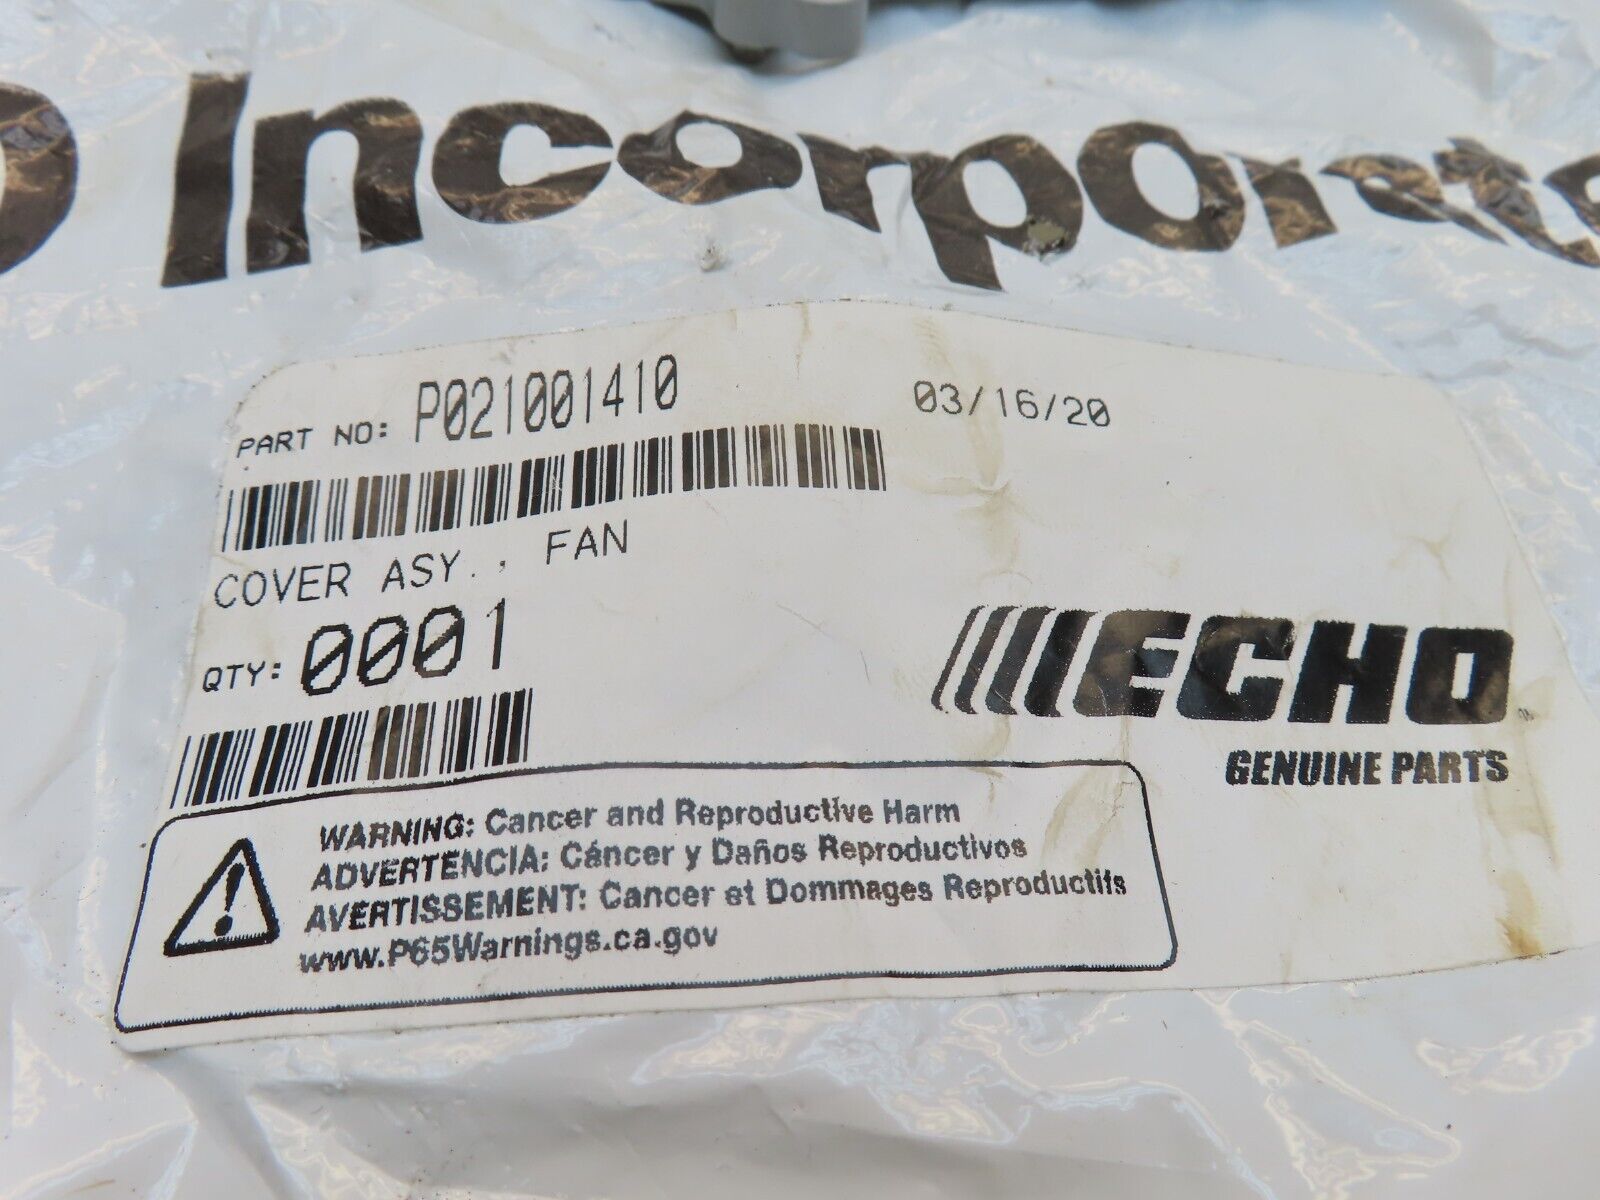 O Incorporate
PART NO: P021001410
03/16/20
COVER ASY., FAN
QTY: 0001
ECHO
GENUINE PARTS
WARNING: Cancer and Reproductive Harm
ADVERTENCIA: Cáncer y Daños Reproductivos
AVERTISSEMENT: Cancer et Dommages Reproductifs
www.P65Warnings.ca.gov